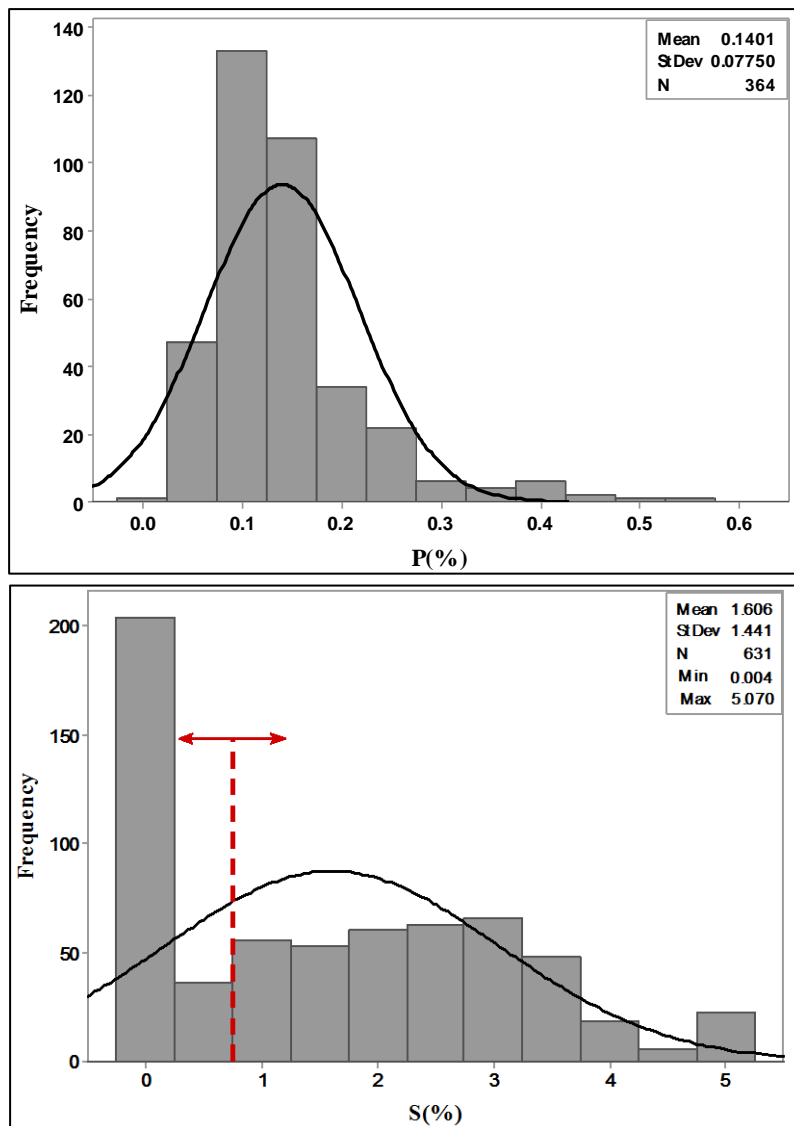 Mean 0.1401
StDev 0.07750
N 364
Frequency
140
120
100
80
60
40
20
0
0.0 0.1 0.2 0.3 0.4 0.5 0.6
P(%)
Mean 1.606
StDev 1.441
N 631
Min 0.004
Max 5.070
Frequency
200
150
100
50
0
0 1 2 3 4 5
S(%)